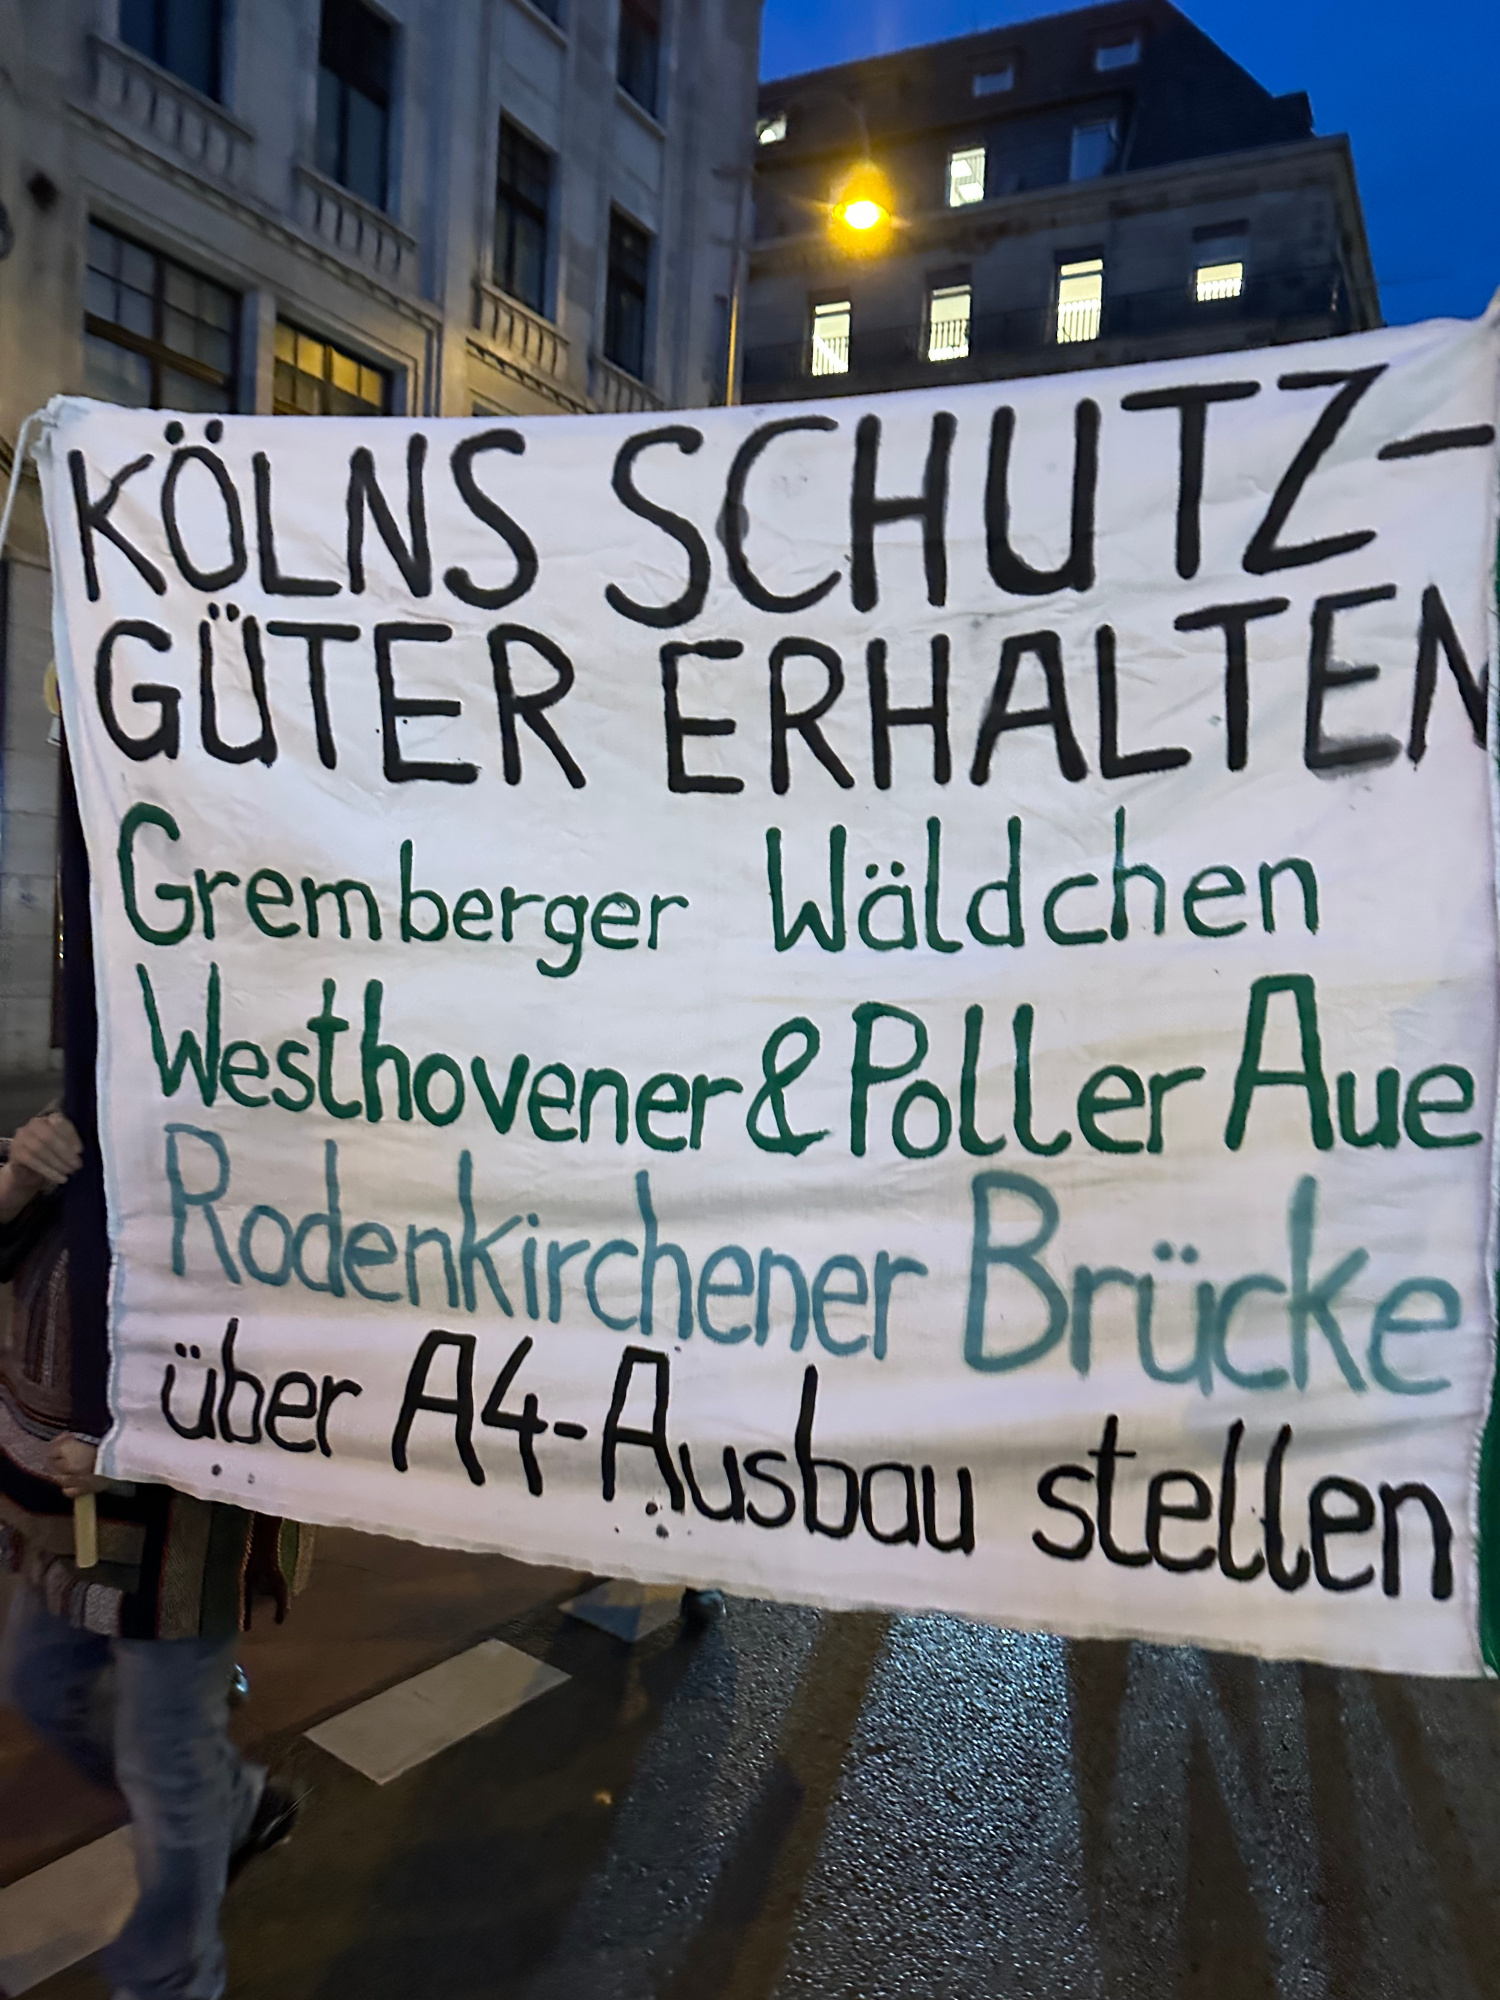 KÖLNS SCHUTZ-
GÜTER ERHALTEN
Gremberger Wäldchen
Westhovener & Poller Aue
Rodenkirchener Brücke
über A4-Ausbau stellen